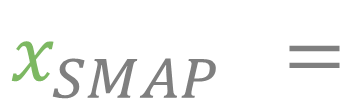 x_SMAP =